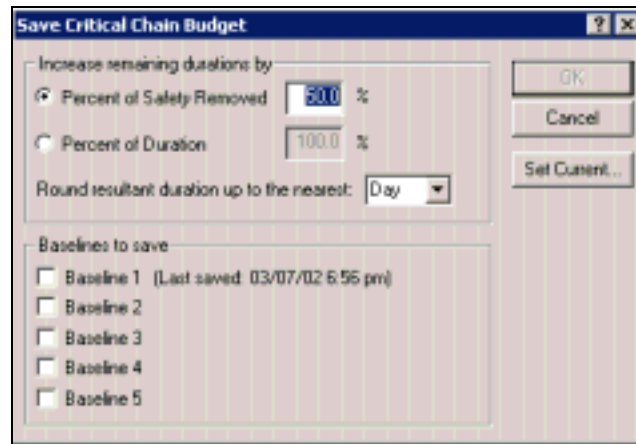 Save Critical Chain Budget
Increase remaining durations by
Percent of Safety Removed 50.0 %
Percent of Duration 100.0 %
Round resultant duration up to the nearest: Day
OK
Cancel
Set Current...
Baselines to save
Baseline 1 (Last saved: 03/07/02 6:56 pm)
Baseline 2
Baseline 3
Baseline 4
Baseline 5